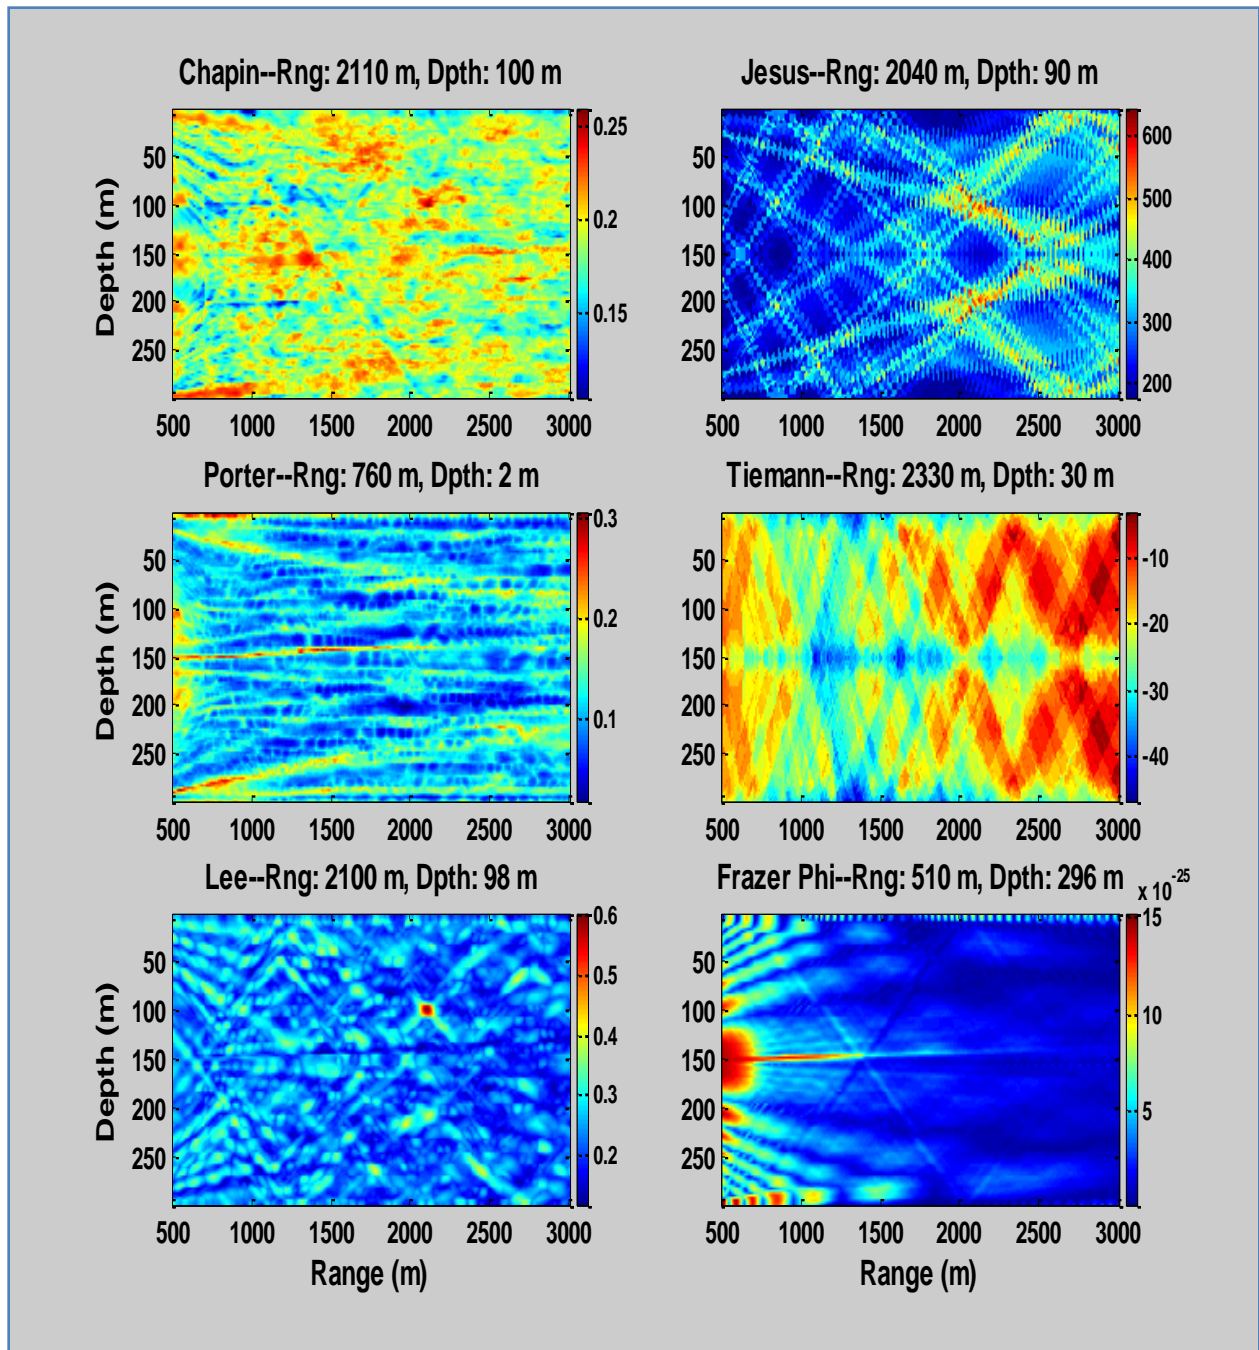 Chapin--Rng: 2110 m, Dpth: 100 m
Depth (m)
50
100
150
200
250
500 1000 1500 2000 2500 3000
0.25
0.2
0.15
Jesus--Rng: 2040 m, Depth: 90 m
50
100
150
200
250
500 1000 1500 2000 2500 3000
600
500
400
300
200
Porter--Rng: 760 m, Dpth: 2 m
Depth (m)
50
100
150
200
250
500 1000 1500 2000 2500 3000
0.3
0.2
0.1
Tiemann--Rng: 2330 m, Dpth: 30 m
50
100
150
200
250
500 1000 1500 2000 2500 3000
-10
-20
-30
-40
Lee--Rng: 2100 m, Dpth: 98 m
Depth (m)
50
100
150
200
250
500 1000 1500 2000 2500 3000
Range (m)
0.6
0.5
0.4
0.3
0.2
Frazer Phi--Rng: 510 m, Depth: 296 m
x 10^-25
50
100
150
200
250
500 1000 1500 2000 2500 3000
Range (m)
15
10
5